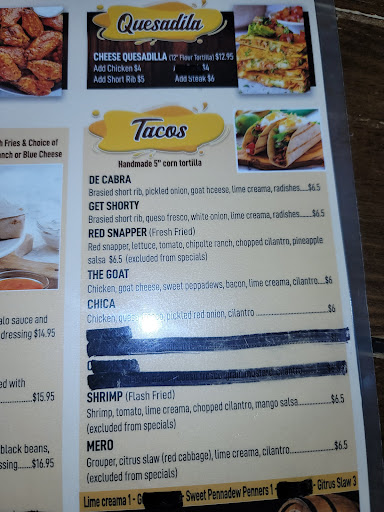 Quesadila
CHEESE QUESADILLA (12" Flour Tortilla) $12.95
Add Chicken $4 $4
Add Short Rib $5 Add steak $6
h Fries & Choice of
nch or Blue Cheese
Tacos
Handmade 5" corn tortilla
DE CABRA
Brasied short rib, pickled onion, goat hceese, lime creama, radishes.....$6.5
GET SHORTY
Brasied short rib, queso fresco, white onion, lime creama, radishes......$6.5
RED SNAPPER (Fresh Fried)
Red snapper, lettuce, tomato, chipolte ranch, chopped cilantro, pineapple
salsa $6.5 (excluded from specials)
THE GOAT
Chicken, goat cheese, sweet peppadews, bacon, lime creama, cilantro....$6
CHICA
Chicken, pickled red onion, cilantro ..............................$6
alo sauce and
dressing $14.95
ed with
..........$15.95
black beans,
ssing......$16.95
SHRIMP (Flash Fried)
Shrimp, tomato, lime creama, chopped cilantro, mango salsa............$6.5
(excluded from specials)
MERO
Grouper, citrus slaw (red cabbage), lime creama, cilantro....................$6.5
(excluded from specials)
Lime creama 1 - G - Sweet Pennadew Penners 1 - - Gitrus Slaw 3